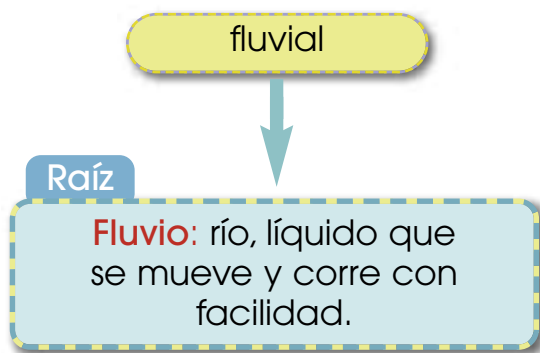 fluvial
Raíz
Fluvio: río, líquido que
se mueve y corre con
facilidad.